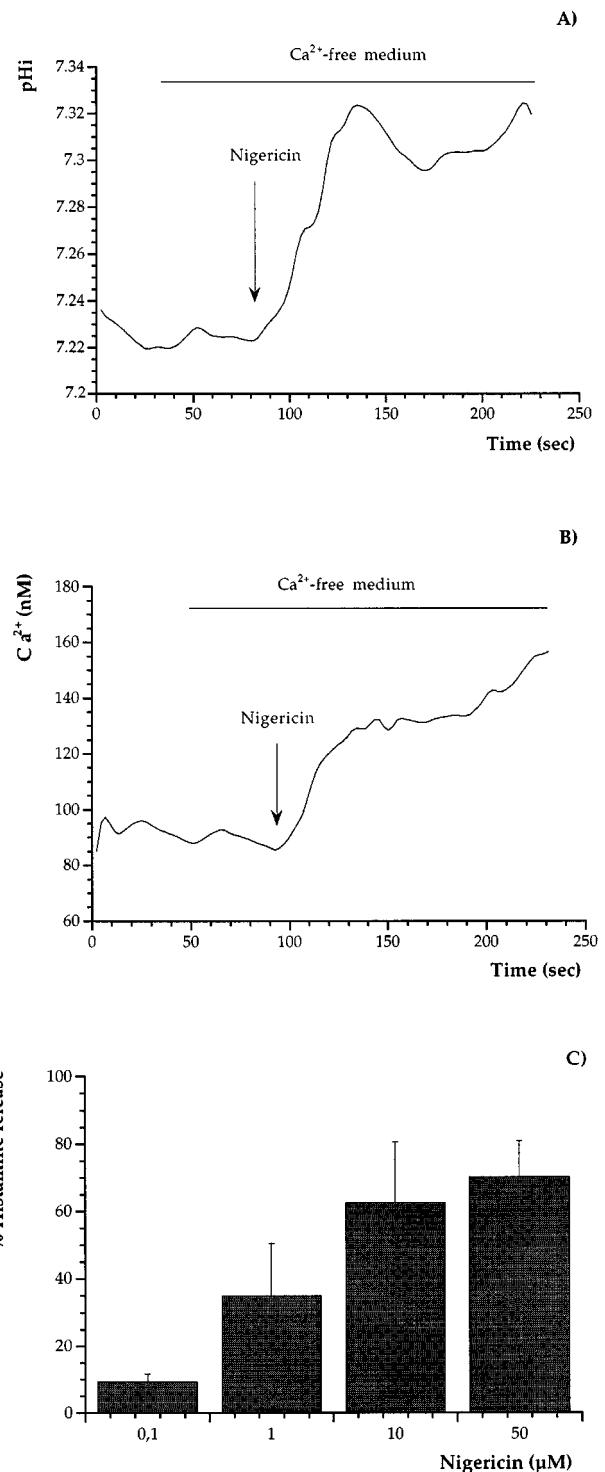 A)
Ca²⁺-free medium
pHi
7.34
7.32
7.3
7.28
7.26
7.24
7.22
7.2
Nigericin
0 50 100 150 200 250
Time (sec)
B)
Ca²⁺-free medium
Ca²⁺ (nM)
180
160
140
120
100
80
60
Nigericin
0 50 100 150 200 250
Time (sec)
C)
% Histamine release
100
80
60
40
20
0
0,1 1 10 50
Nigericin (µM)